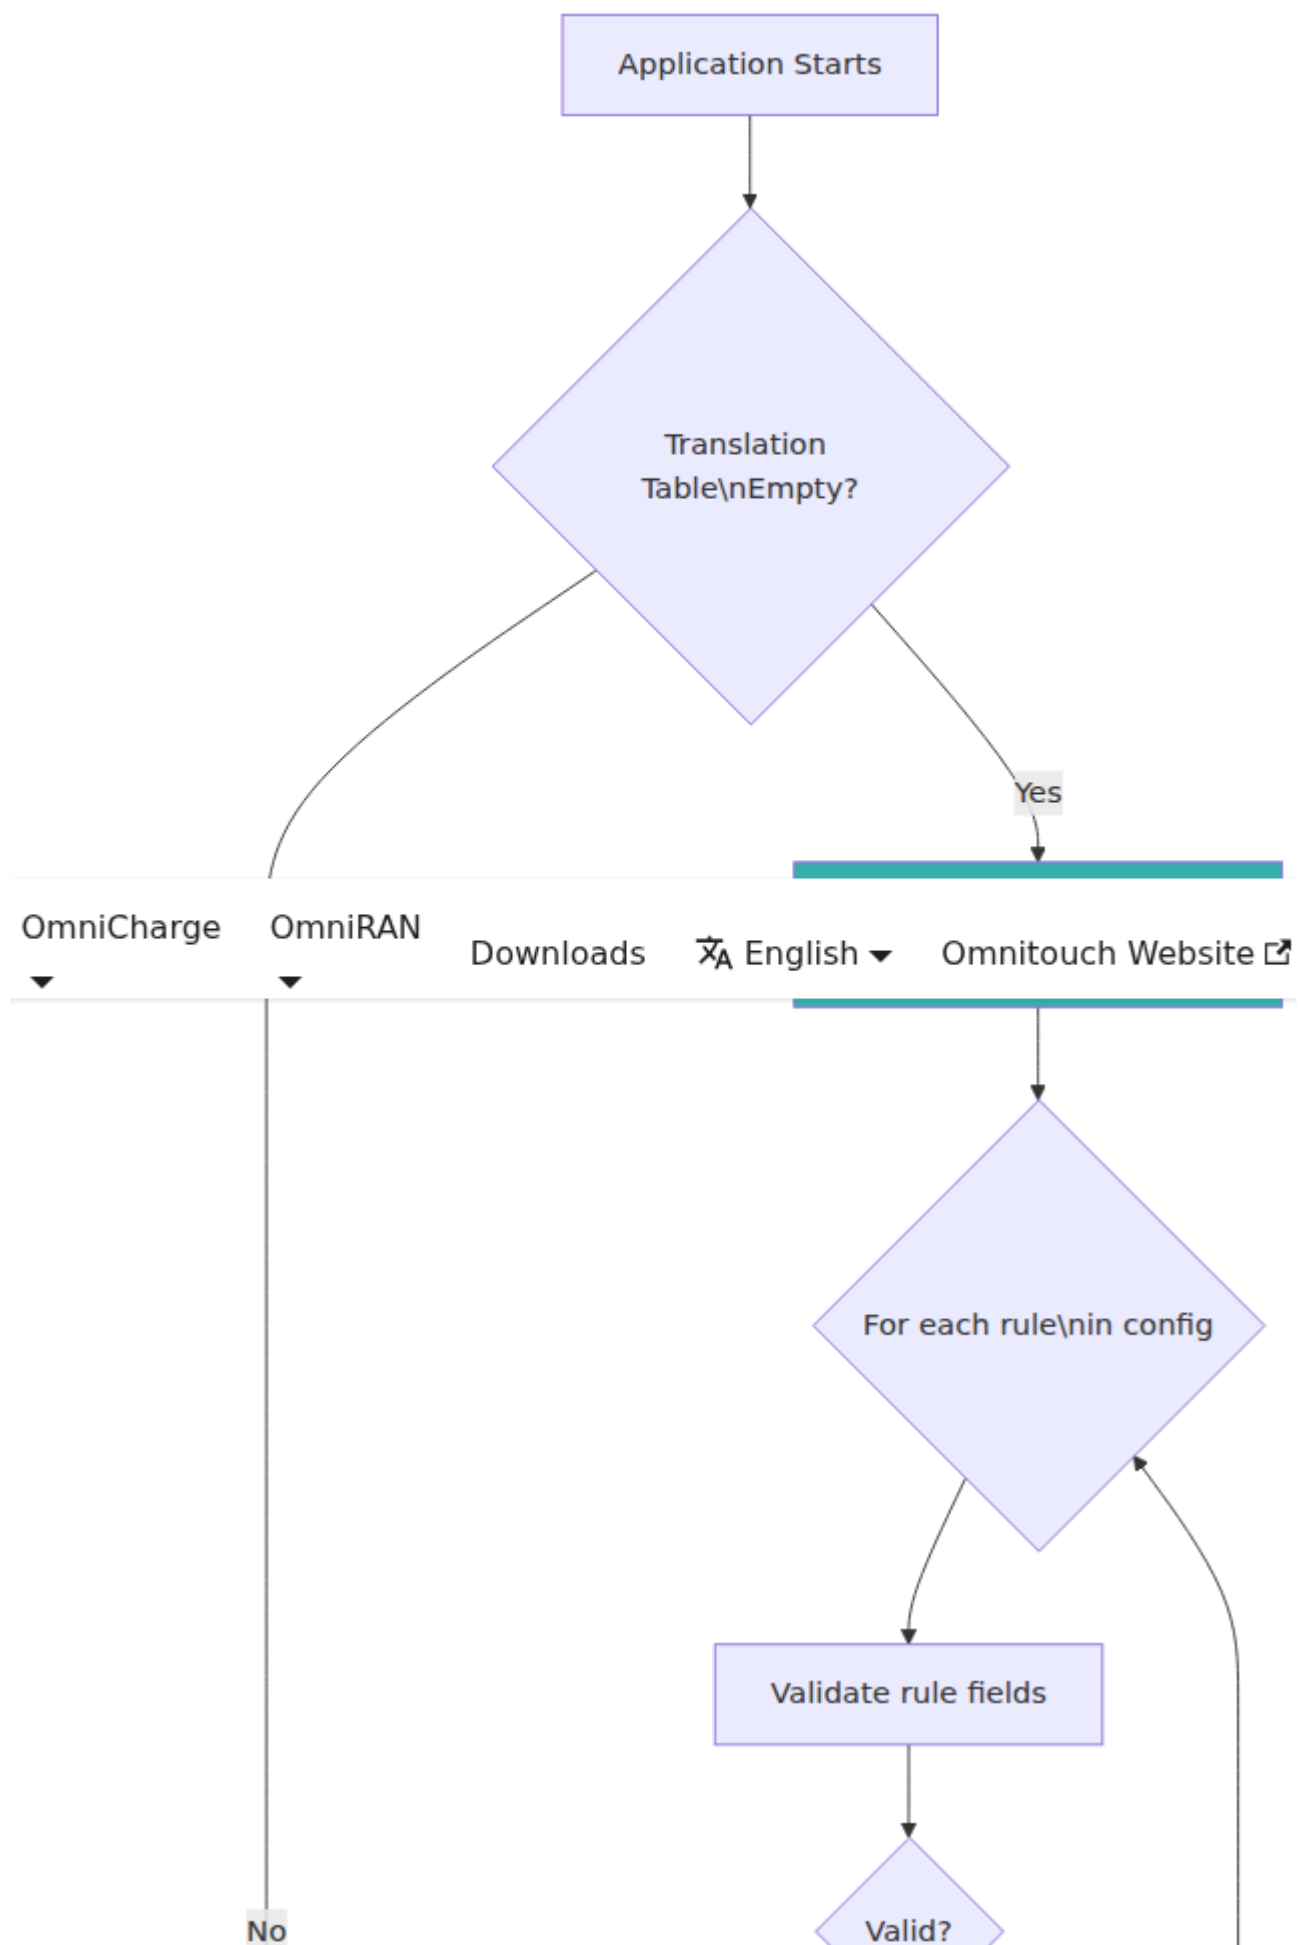 Application Starts
Translation
Table\nEmpty?
Yes
OmniCharge
OmniRAN
Downloads
English
Omnitouch Website
For each rule\nin config
Validate rule fields
No
Valid?